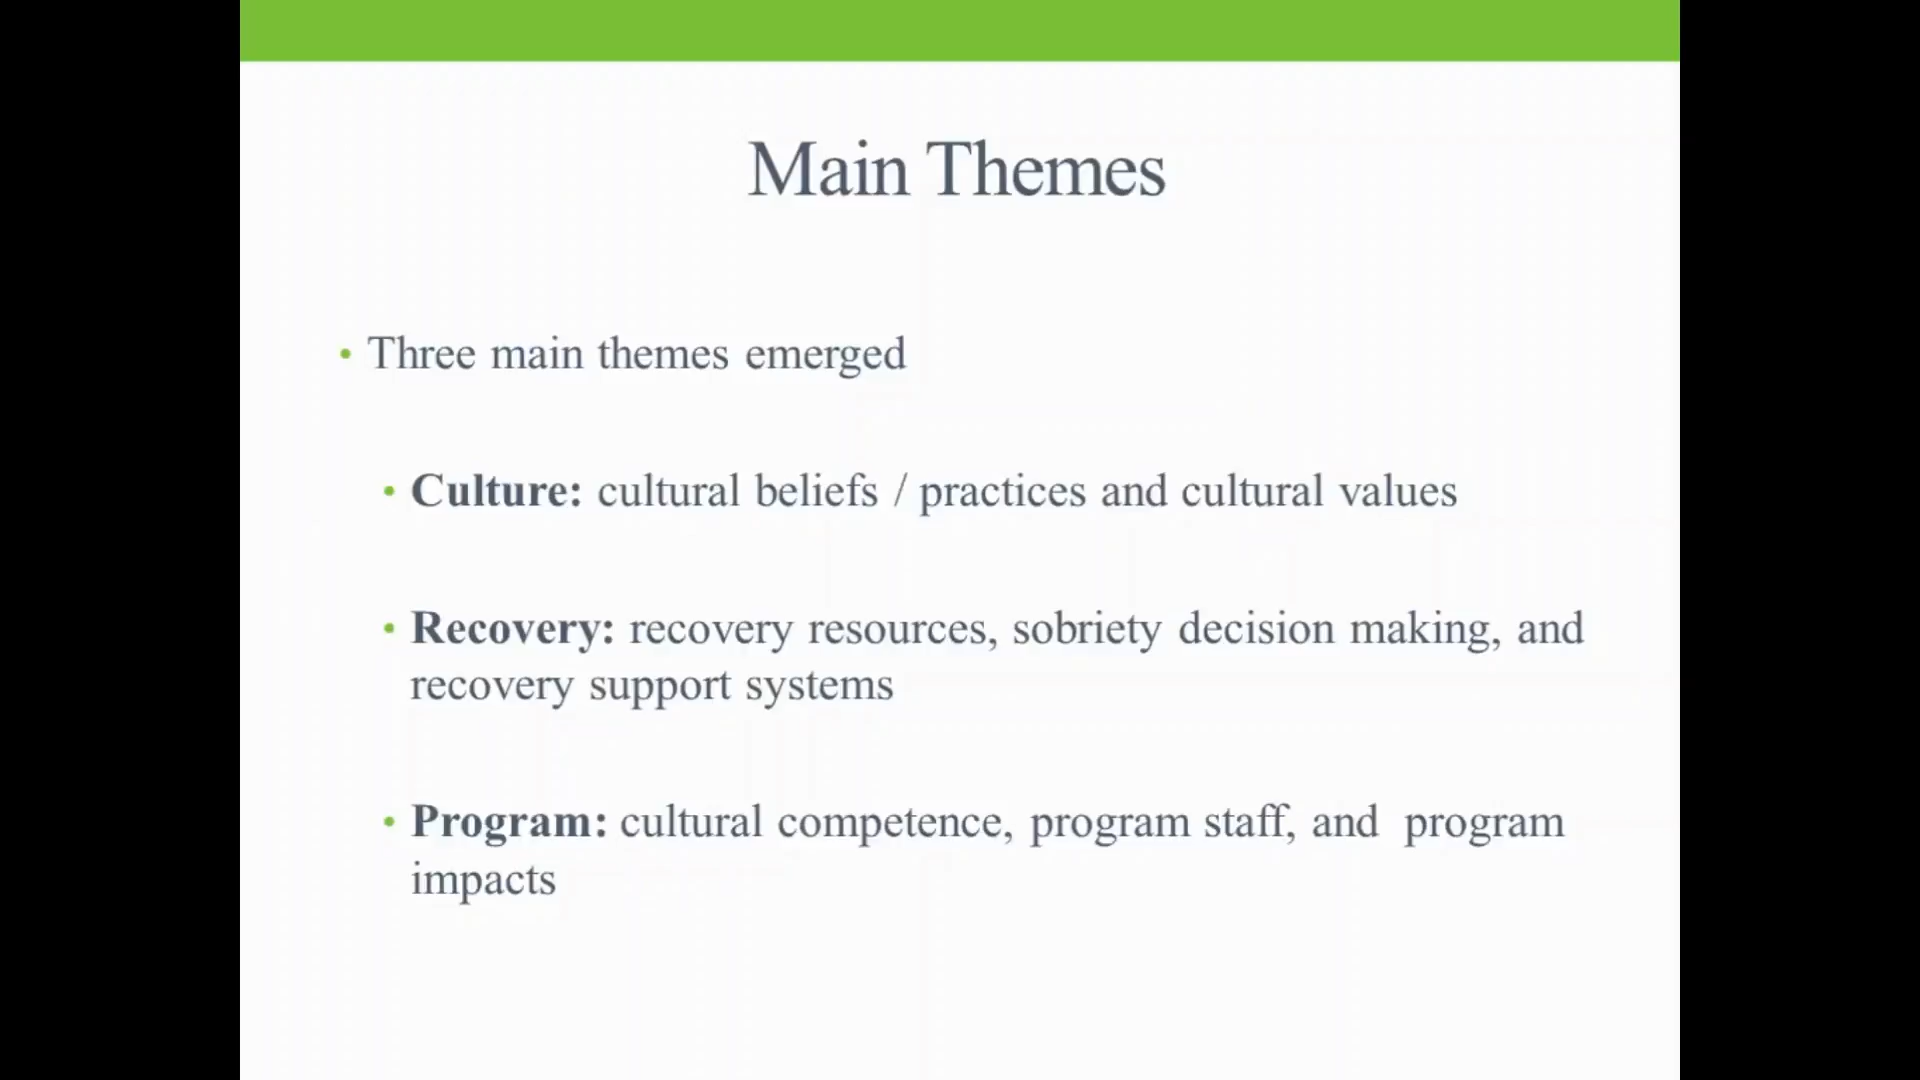 Main Themes
• Three main themes emerged
• Culture: cultural beliefs / practices and cultural values
• Recovery: recovery resources, sobriety decision making, and
recovery support systems
• Program: cultural competence, program staff, and  program
impacts